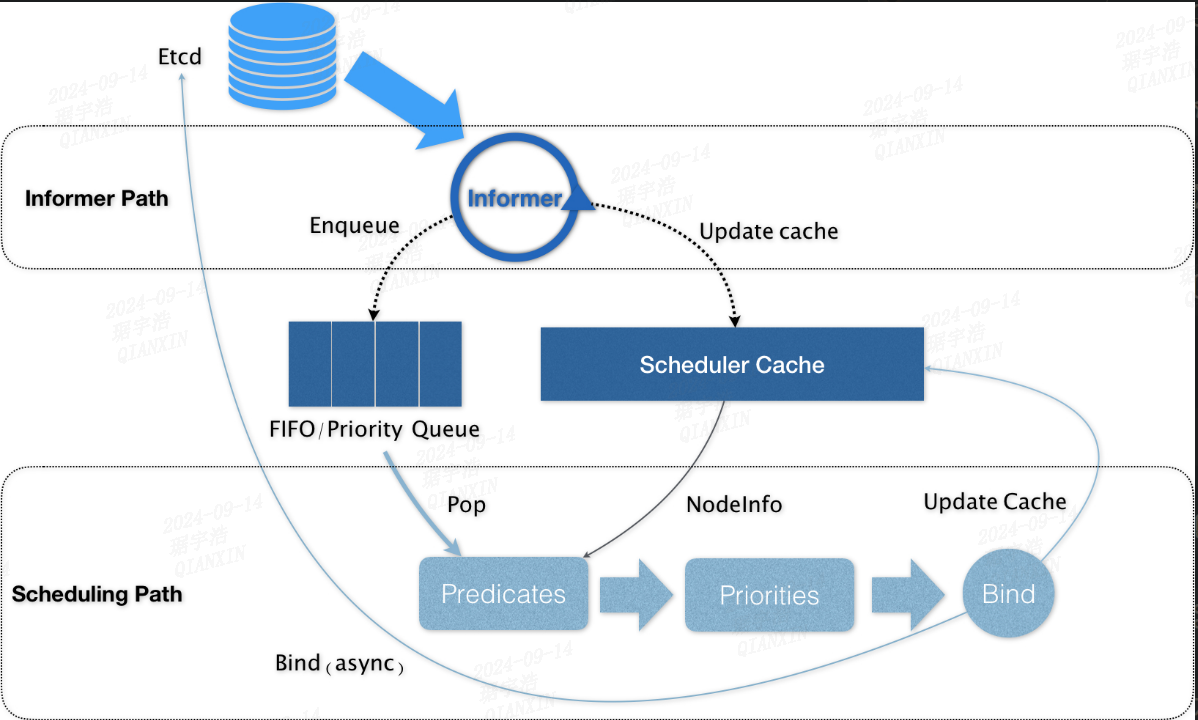 Etcd
Informer Path
Informer
Enqueue
Update cache
Scheduler Cache
FIFO/Priority Queue
Pop
NodeInfo
Update Cache
Scheduling Path
Predicates
Priorities
Bind
Bind(async)
2024-09-14
琚宇浩
QIANXIN